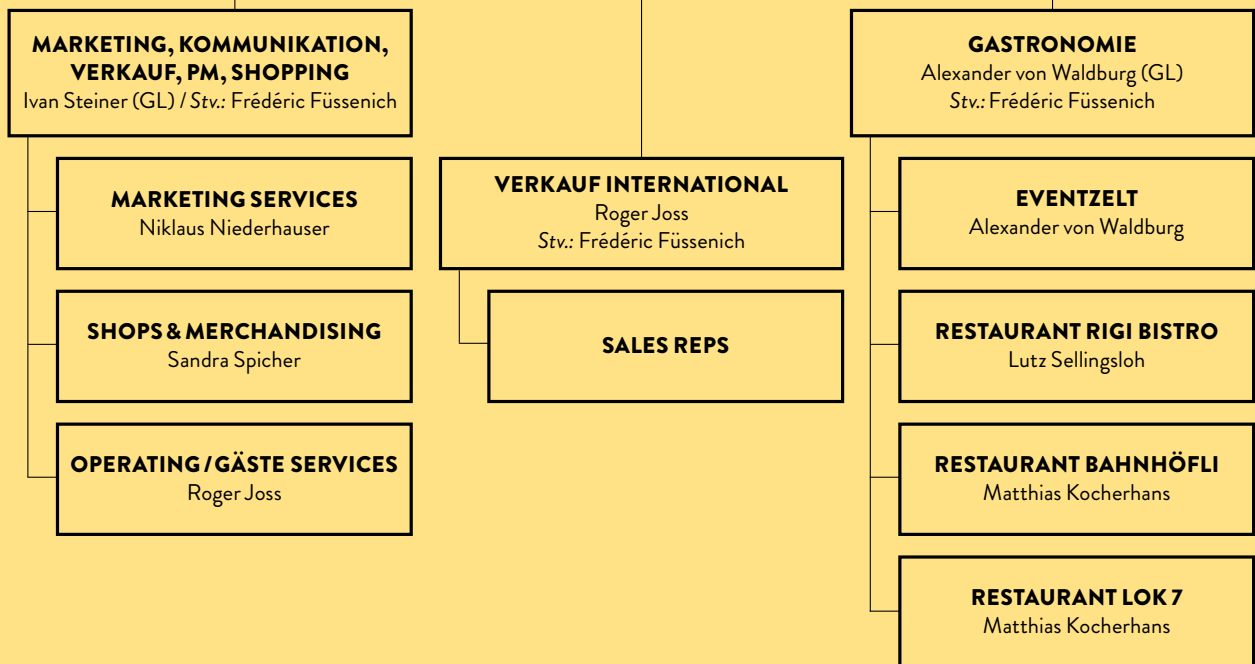 MARKETING, KOMMUNIKATION,
VERKAUF, PM, SHOPPING
Ivan Steiner (GL) / Stv.: Frédéric Füssenich
MARKETING SERVICES
Niklaus Niederhauser
SHOPS & MERCHANDISING
Sandra Spicher
OPERATING / GÄSTE SERVICES
Roger Joss
VERKAUF INTERNATIONAL
Roger Joss
Stv.: Frédéric Füssenich
SALES REPS
GASTRONOMIE
Alexander von Waldburg (GL)
Stv.: Frédéric Füssenich
EVENTZELT
Alexander von Waldburg
RESTAURANT RIGI BISTRO
Lutz Sellingsloh
RESTAURANT BAHNHÖFLI
Matthias Kocherhans
RESTAURANT LOK 7
Matthias Kocherhans